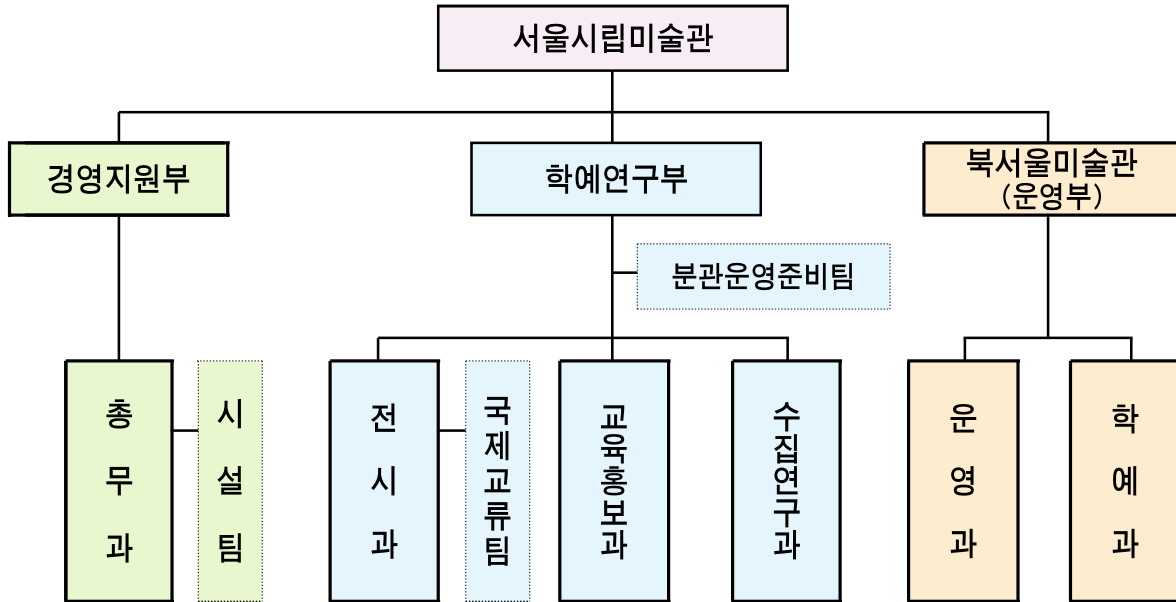 서울시립미술관
경영지원부
학예연구부
북서울미술관
(운영부)
분관운영준비팀
총무과
시설팀
전시과
국제교류팀
교육홍보과
수집연구과
운영과
학예과